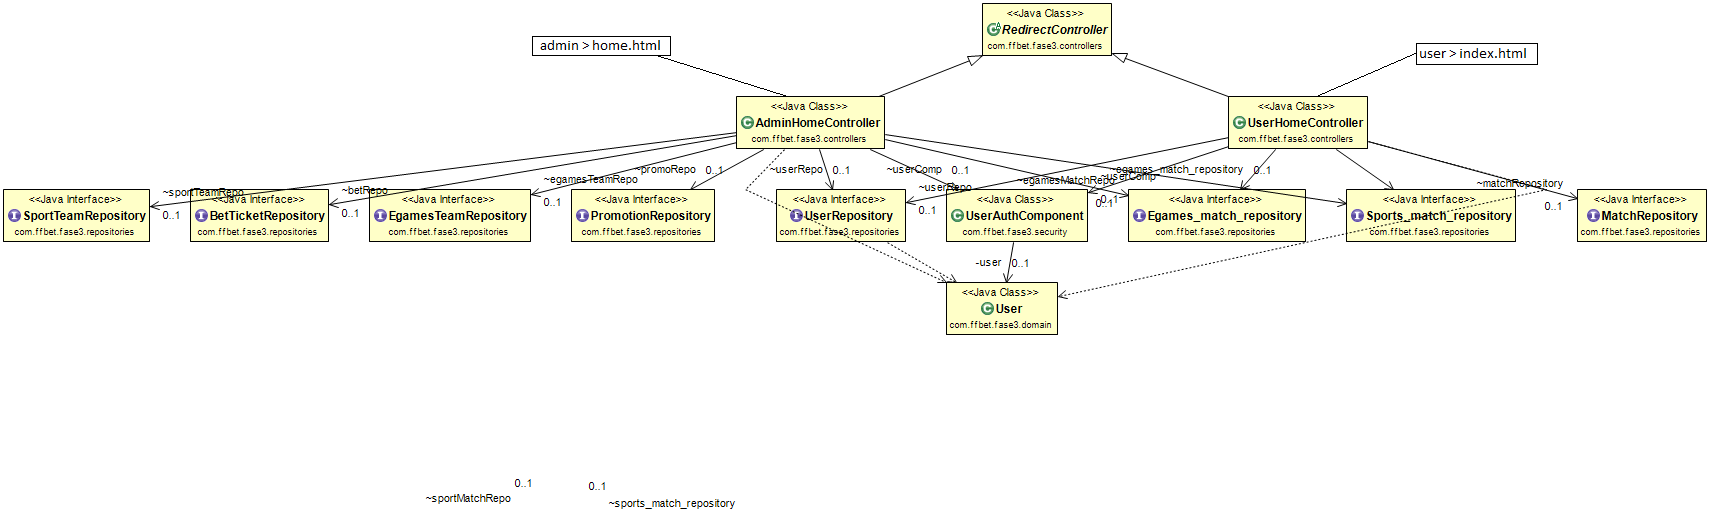 <<Java Class>>
RedirectController
com.ffbet.fase3.controllers
admin > home.html
user > index.html
<<Java Class>>
AdminHomeController
com.ffbet.fase3.controllers
<<Java Class>>
UserHomeController
com.ffbet.fase3.controllers
~sportTeamRepo
0..1
~betRepo
0..1
~egamesTeamRepo
0..1
~promoRepo
0..1
~userRepo
0..1
~userComp
0..1
~userRepo
0..1
~egamesMatchRepo
0..1
~userComp
0..1
~egames_match_repository
0..1
~matchRepository
0..1
<<Java Interface>>
SportTeamRepository
com.ffbet.fase3.repositories
<<Java Interface>>
BetTicketRepository
com.ffbet.fase3.repositories
<<Java Interface>>
EgamesTeamRepository
com.ffbet.fase3.repositories
<<Java Interface>>
PromotionRepository
com.ffbet.fase3.repositories
<<Java Interface>>
UserRepository
com.ffbet.fase3.repositories
<<Java Class>>
UserAuthComponent
com.ffbet.fase3.security
<<Java Interface>>
Egames_match_repository
com.ffbet.fase3.repositories
<<Java Interface>>
Sports_match_repository
com.ffbet.fase3.repositories
<<Java Interface>>
MatchRepository
com.ffbet.fase3.repositories
-user
0..1
<<Java Class>>
User
com.ffbet.fase3.domain
0..1
~sportMatchRepo
0..1
~sports_match_repository